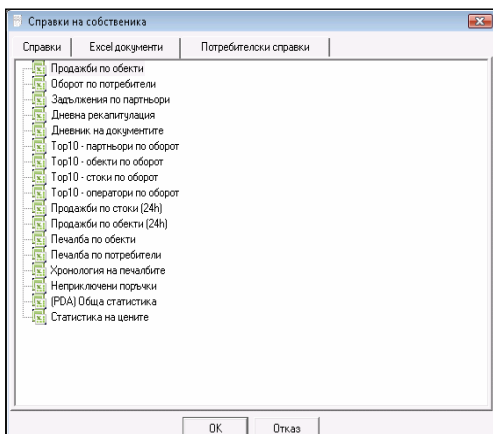 Справки на собственика
Справки Excel документи Потребителски справки
Продажби по обекти
Оборот по потребители
Задължения по партньори
Дневна рекапитулация
Дневник на документите
Top10 - партньори по оборот
Top10 - обекти по оборот
Top10 - стоки по оборот
Top10 - оператори по оборот
Продажби по стоки (24h)
Продажби по обекти (24h)
Печалба по обекти
Печалба по потребители
Хронология на печалбите
Неприключени поръчки
(PDA) Обща статистика
Статистика на цените
OK Отказ